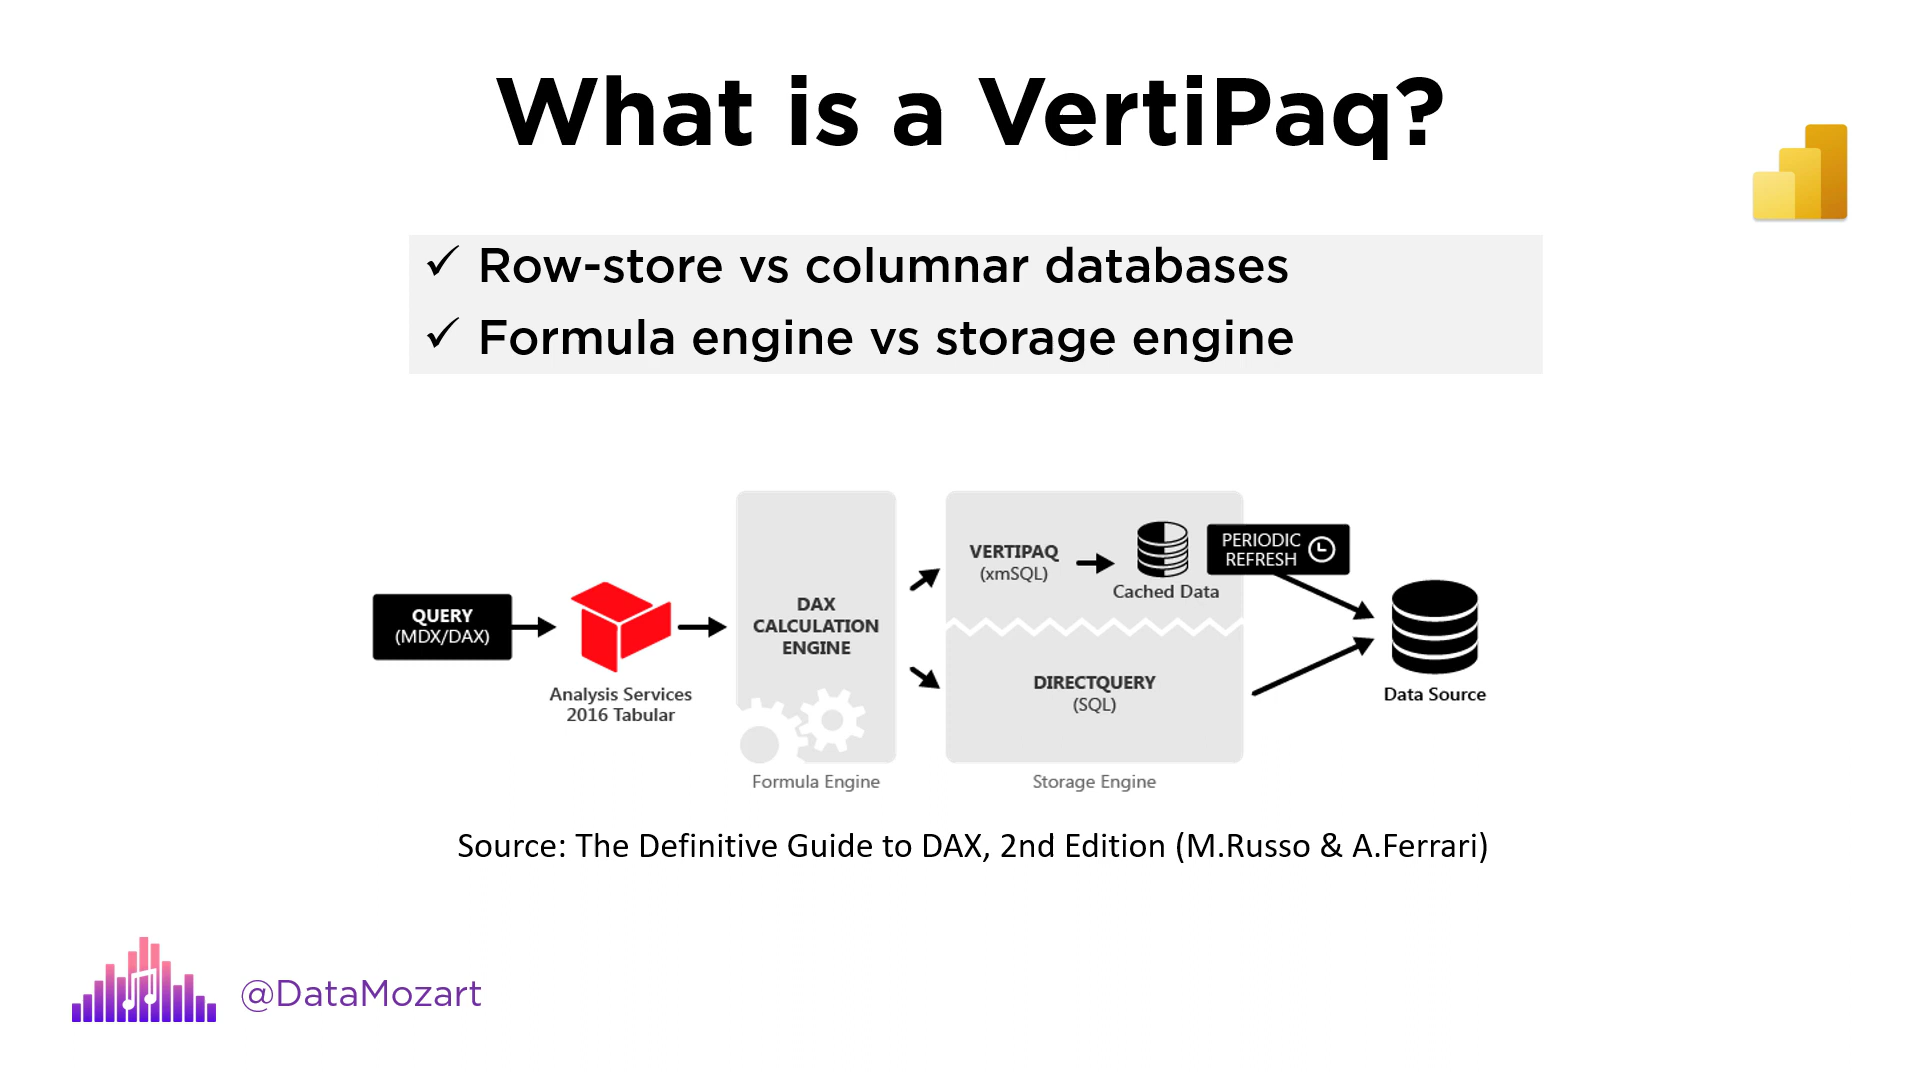 What is a VertiPaq?
✓ Row-store vs columnar databases
✓ Formula engine vs storage engine
QUERY
(MDX/DAX)
Analysis Services
2016 Tabular
DAX
CALCULATION
ENGINE
Formula Engine
VERTIPAQ
(xmSQL)
Cached Data
PERIODIC
REFRESH
DIRECTQUERY
(SQL)
Storage Engine
Data Source
Source: The Definitive Guide to DAX, 2nd Edition (M.Russo & A.Ferrari)
@DataMozart